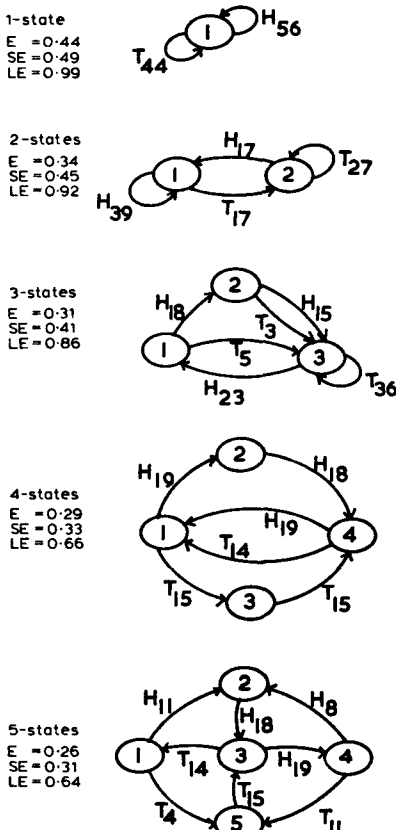 1-state
E = 0·44
SE = 0·49
LE = 0·99
1
H56
T44
2-states
E = 0·34
SE = 0·45
LE = 0·92
H17
1
2
T27
H39
T17
3-states
E = 0·31
SE = 0·41
LE = 0·86
2
H18
H15
T3
1
T5
3
H23
T36
4-states
E = 0·29
SE = 0·33
LE = 0·66
2
H19
H18
1
H19
4
T14
T15
3
T15
5-states
E = 0·26
SE = 0·31
LE = 0·64
2
H11
H18
H8
1
T14
3
H19
4
T4
T15
T11
5